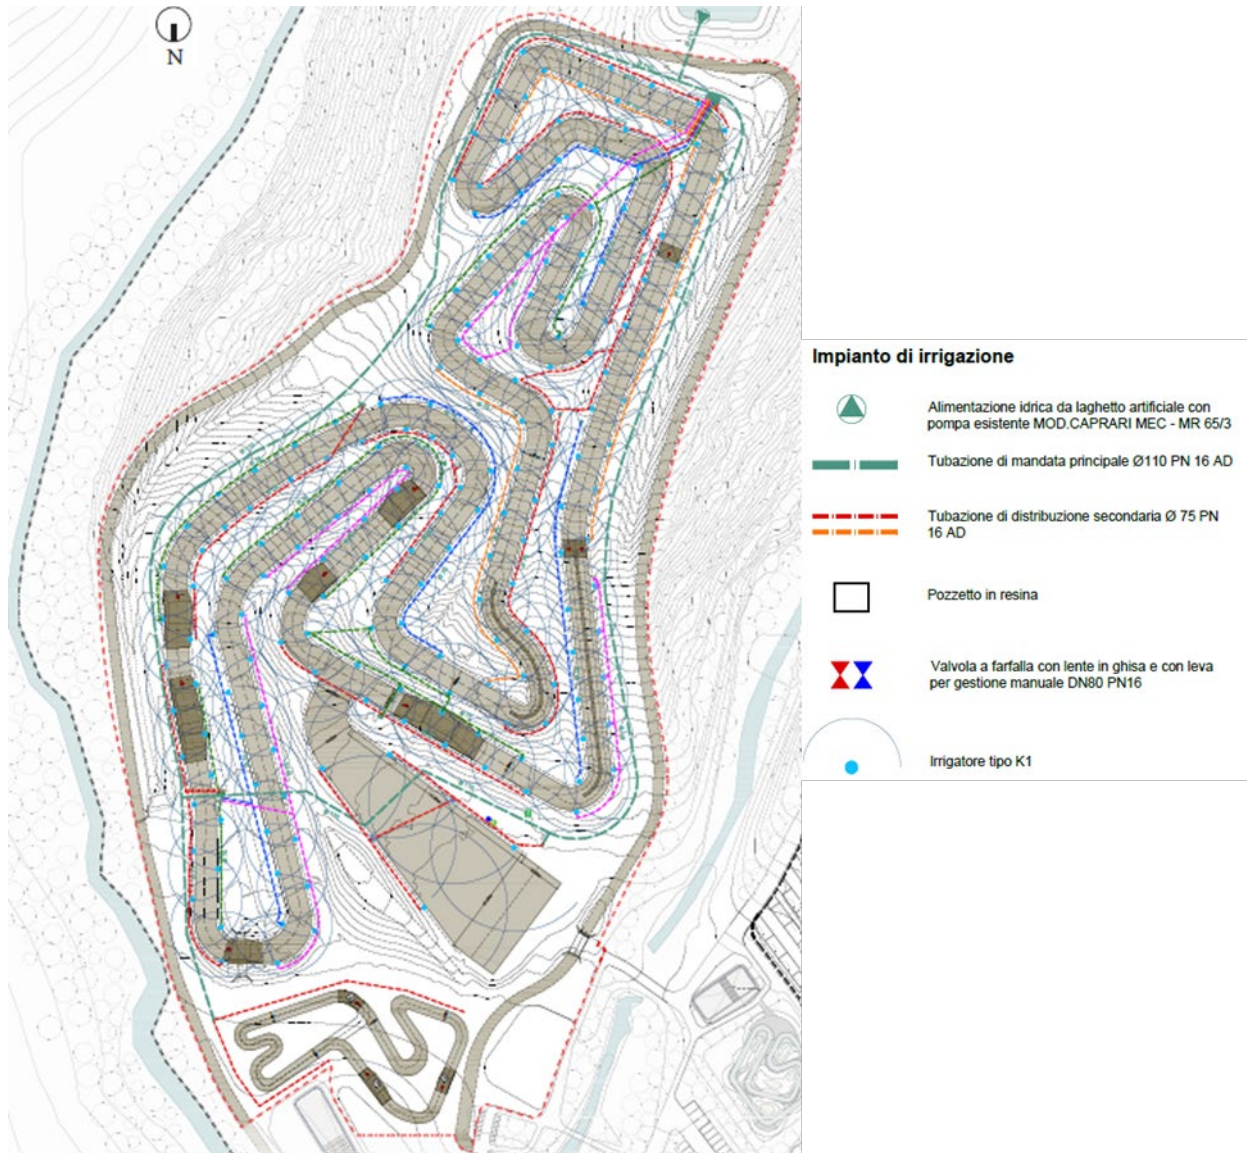 N
Impianto di irrigazione
Alimentazione idrica da laghetto artificiale con
pompa esistente MOD.CAPRARI MEC - MR 65/3
Tubazione di mandata principale Ø110 PN 16 AD
Tubazione di distribuzione secondaria Ø 75 PN
16 AD
Pozzetto in resina
Valvola a farfalla con lente in ghisa e con leva
per gestione manuale DN80 PN16
Irrigatore tipo K1